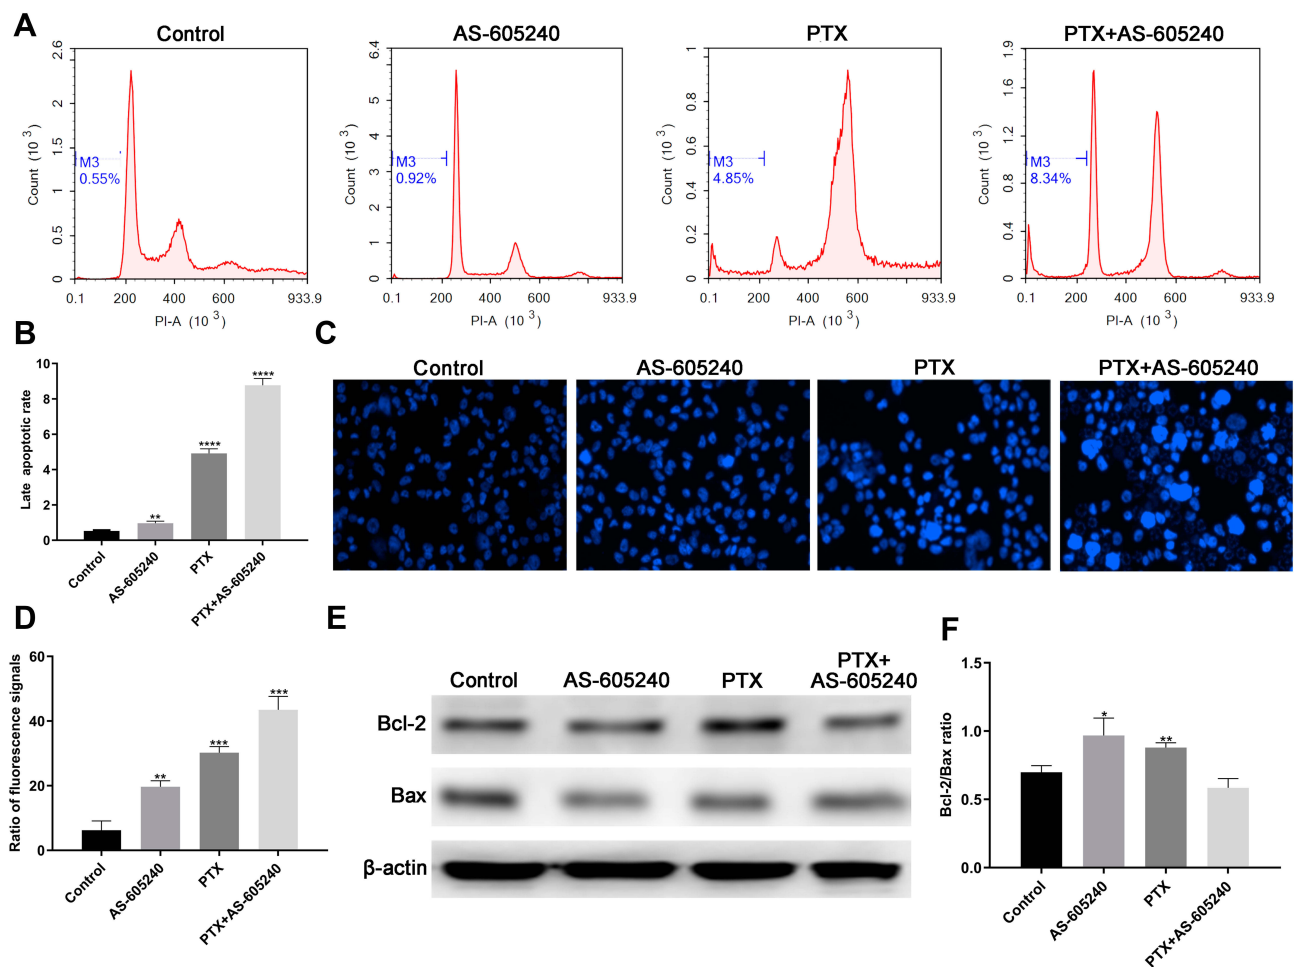 A
Control
AS-605240
PTX
PTX+AS-605240
Count (10 3)
2.6
2
1.5
1
0.5
0
M3
0.55%
0.1 200 400 600 933.9
PI-A (10 3)
Count (10 3)
6.4
5
4
3
2
1
0
M3
0.92%
0.1 200 400 600 933.9
PI-A (10 3)
Count (10 3)
1
0.8
0.6
0.4
0.2
0
M3
4.85%
0.1 200 400 600 933.9
PI-A (10 3)
Count (10 3)
1.9
1.6
1.2
0.8
0.4
0
M3
8.34%
0.1 200 400 600 933.9
PI-A (10 3)
B
Late apoptotic rate
10
8
6
4
2
0
**
****
****
Control
AS-605240
PTX
PTX+AS-605240
C
Control
AS-605240
PTX
PTX+AS-605240
D
Ratio of fluorescence signals
60
40
20
0
**
***
***
Control
AS-605240
PTX
PTX+AS-605240
E
Control
AS-605240
PTX
PTX+
AS-605240
Bcl-2
Bax
β-actin
F
Bcl-2/Bax ratio
1.5
1.0
0.5
0.0
*
**
Control
AS-605240
PTX
PTX+AS-605240